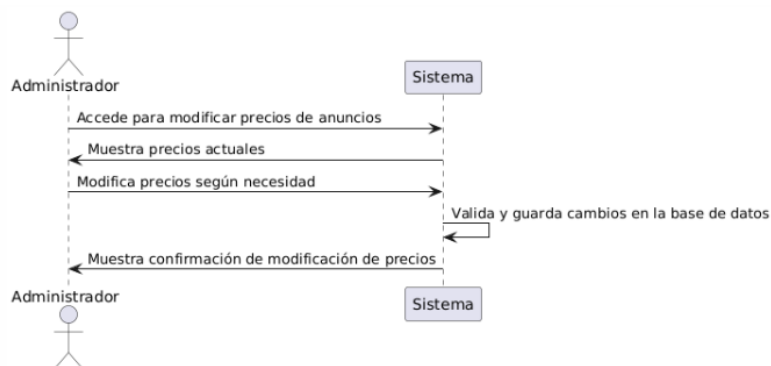 Administrador
Sistema
Accede para modificar precios de anuncios
Muestra precios actuales
Modifica precios según necesidad
Valida y guarda cambios en la base de datos
Muestra confirmación de modificación de precios
Administrador
Sistema